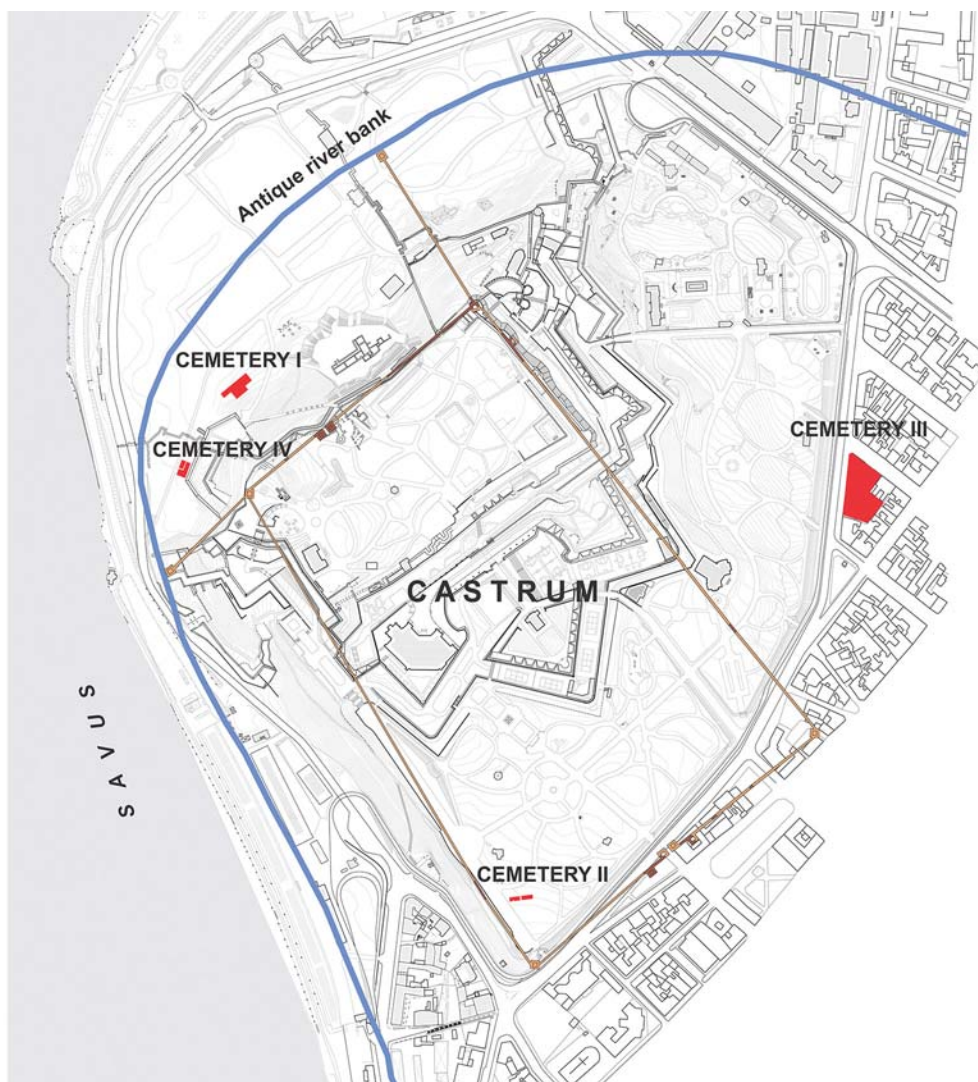 Antique river bank
CEMETERY I
CEMETERY IV
CEMETERY III
CASTRUM
SAVUS
CEMETERY II